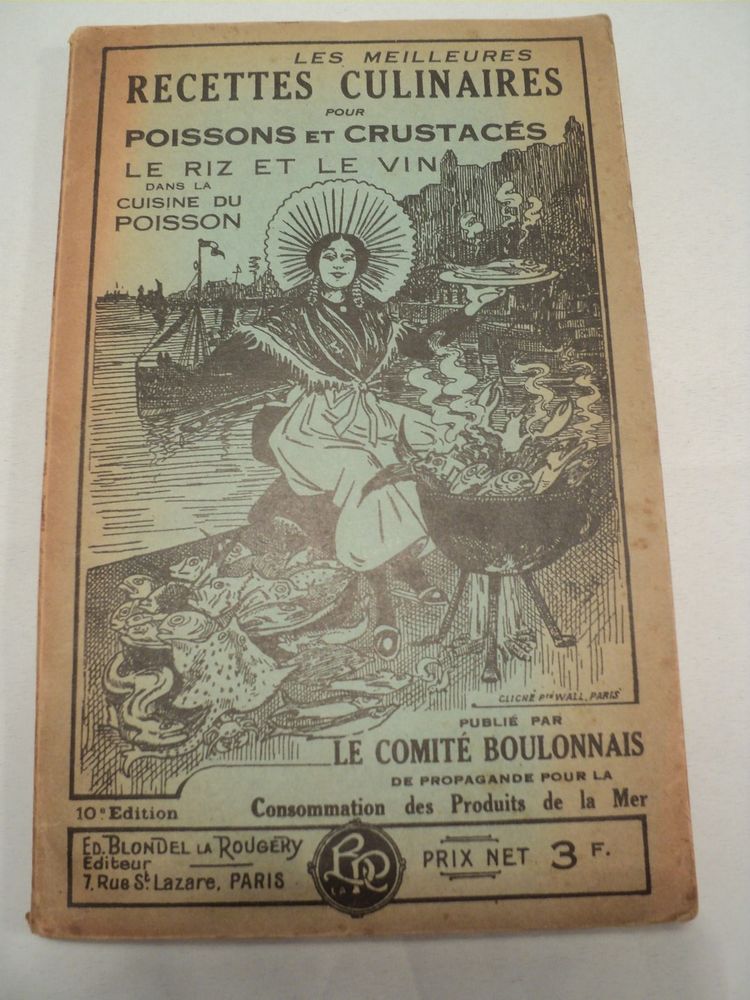 LES MEILLEURES
RECETTES CULINAIRES
POUR
POISSONS ET CRUSTACÉS
LE RIZ ET LE VIN
DANS LA
CUISINE DU
POISSON
CLICHÉ Pre WALL, PARIS
PUBLIÉ PAR
LE COMITÉ BOULONNAIS
DE PROPAGANDE POUR LA
Consommation des Produits de la Mer
10e Edition
ED. BLONDEL LA ROUGERY
Éditeur
7, Rue St Lazare, PARIS
PRIX NET 3 F.